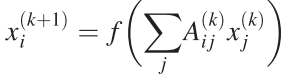 $x_i^{(k+1)} = f\left(\sum_j A_{ij}^{(k)} x_j^{(k)}\right)$